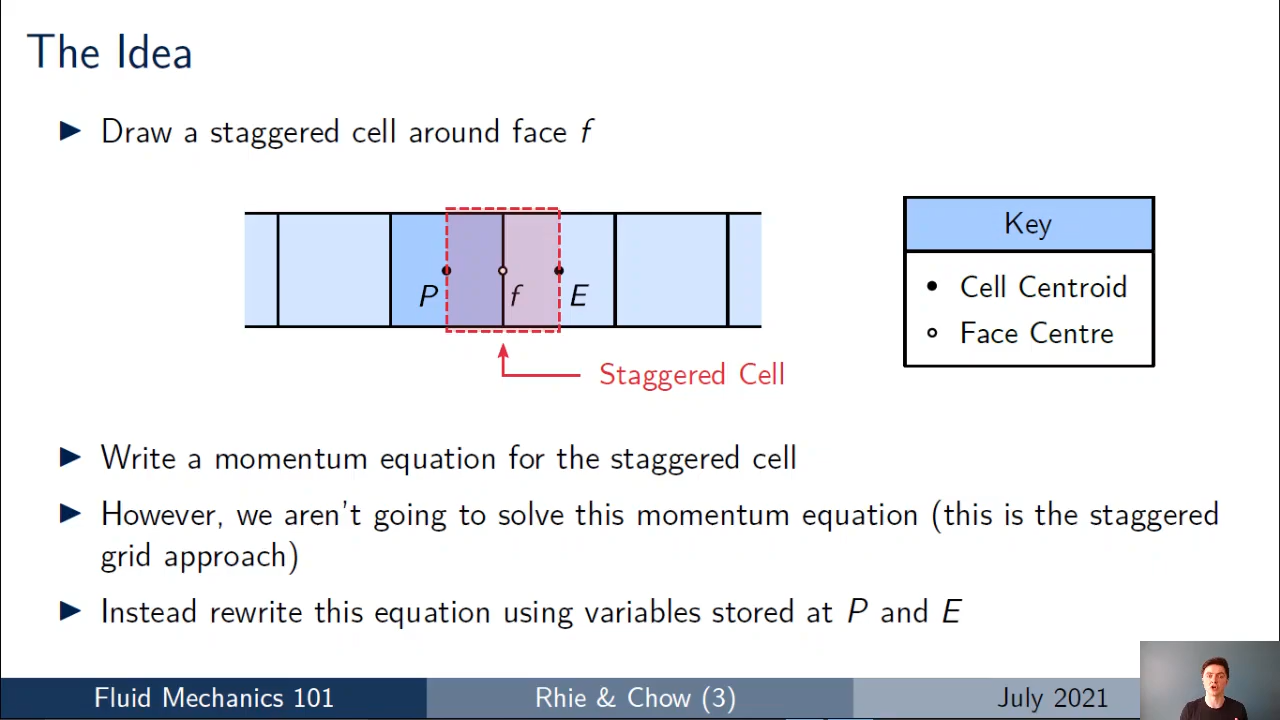 The Idea
▶ Draw a staggered cell around face f
P f E
Staggered Cell
Key
• Cell Centroid
∘ Face Centre
▶ Write a momentum equation for the staggered cell
▶ However, we aren't going to solve this momentum equation (this is the staggered
grid approach)
▶ Instead rewrite this equation using variables stored at P and E
Fluid Mechanics 101 Rhie & Chow (3) July 2021